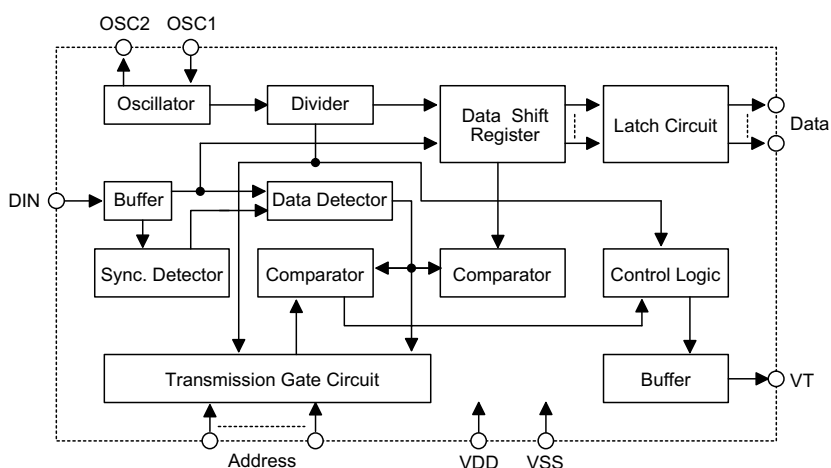 OSC2 OSC1
Oscillator
Divider
Data Shift
Register
Latch Circuit
Data
DIN
Buffer
Data Detector
Sync. Detector
Comparator
Comparator
Control Logic
Transmission Gate Circuit
Buffer
VT
Address
VDD
VSS